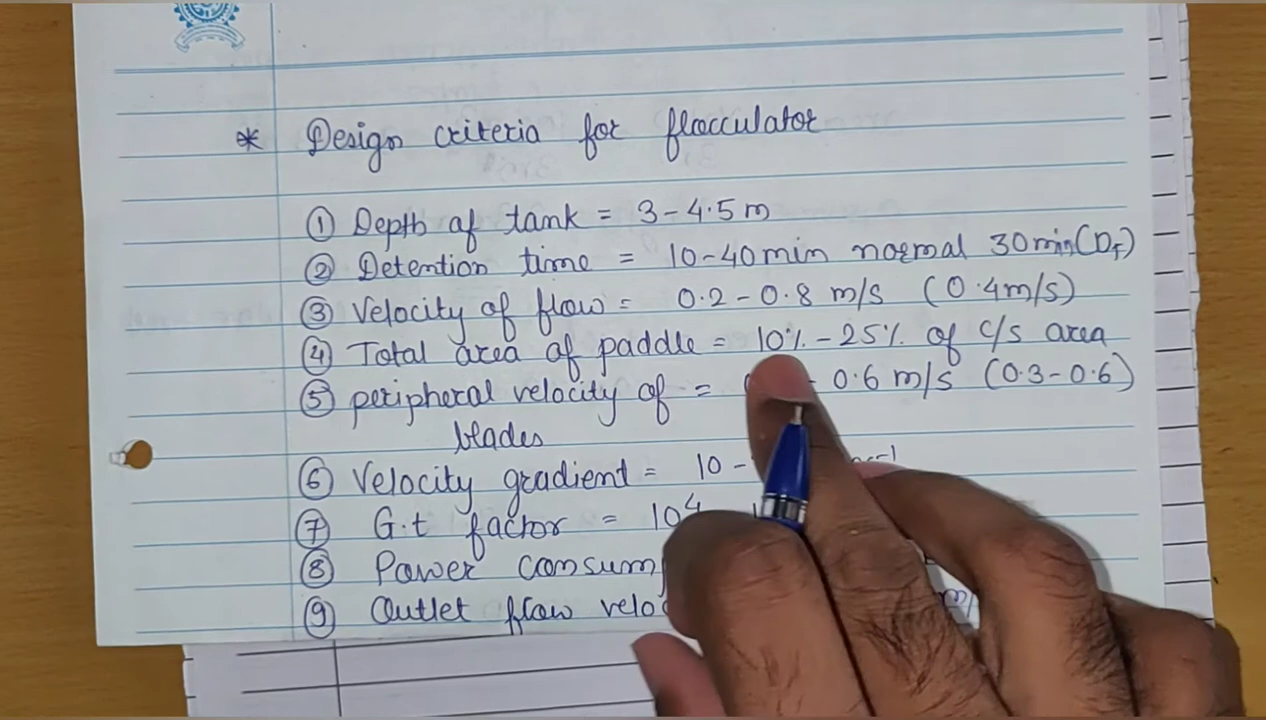 * Design criteria for flocculator
① Depth of tank = 3-4.5 m
② Detention time = 10-40 min normal 30 min (DT)
③ Velocity of flow = 0.2 - 0.8 m/s (0.4 m/s)
④ Total area of paddle = 10% - 25% of c/s area
⑤ peripheral velocity of = 0.6 m/s (0.3-0.6)
blades
⑥ Velocity gradient = 10 -
⑦ G.t factor = 10⁴
⑧ Power consum
⑨ Outlet flow velo